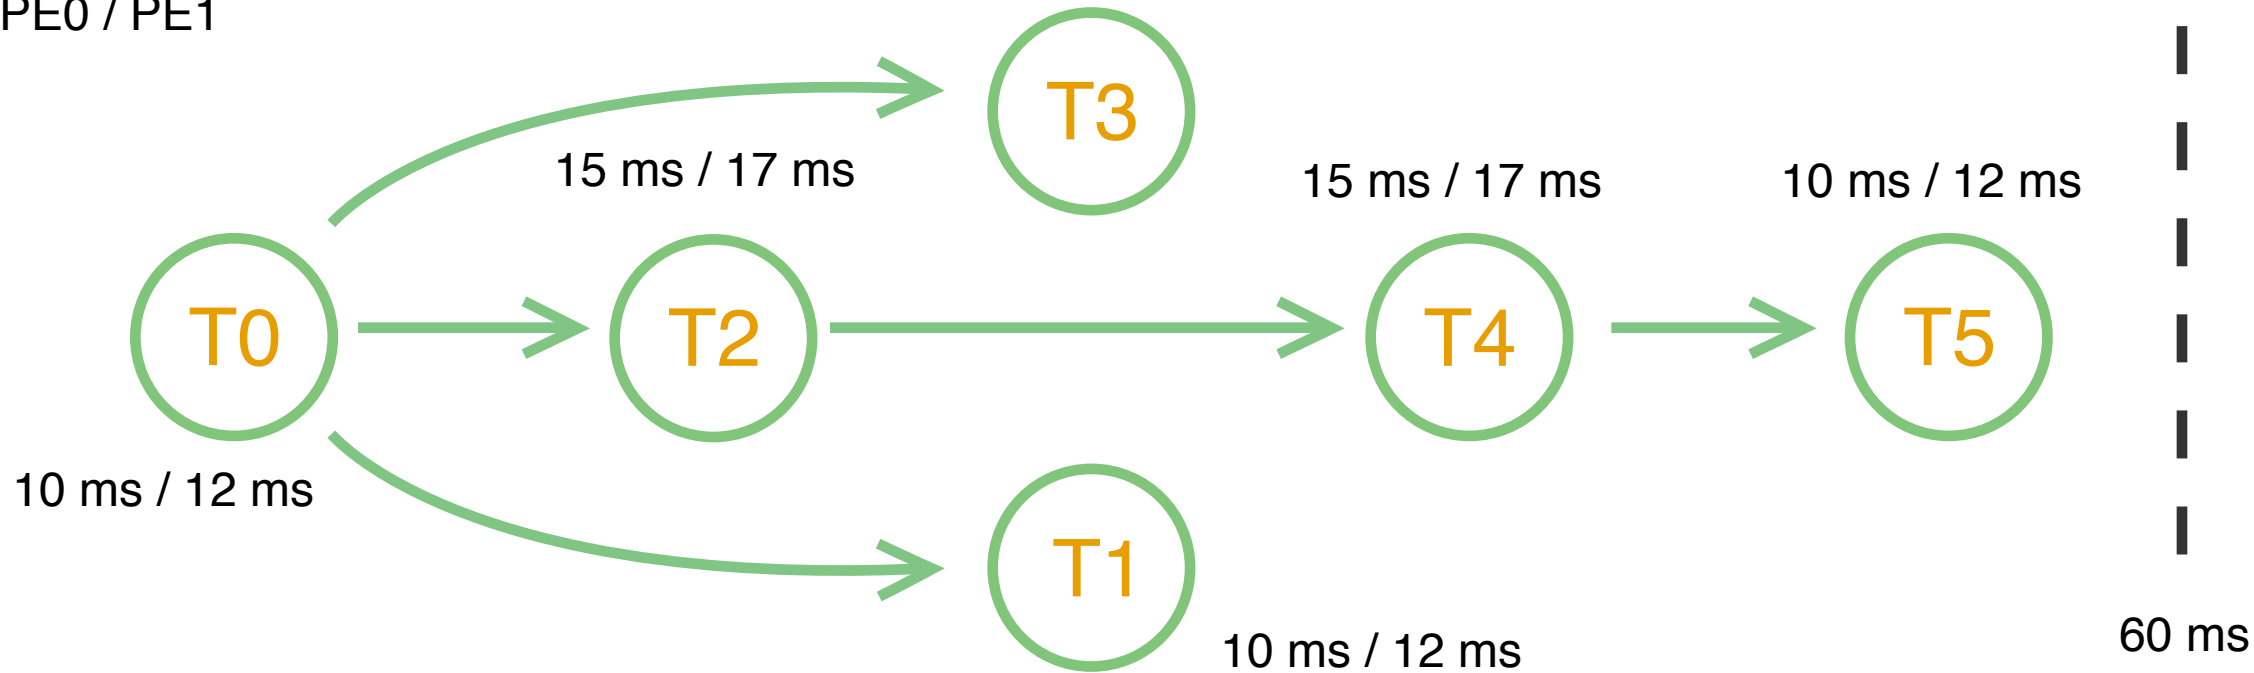 PE0 / PE1
T3
15 ms / 17 ms
15 ms / 17 ms
10 ms / 12 ms
T0
T2
T4
T5
10 ms / 12 ms
T1
10 ms / 12 ms
60 ms